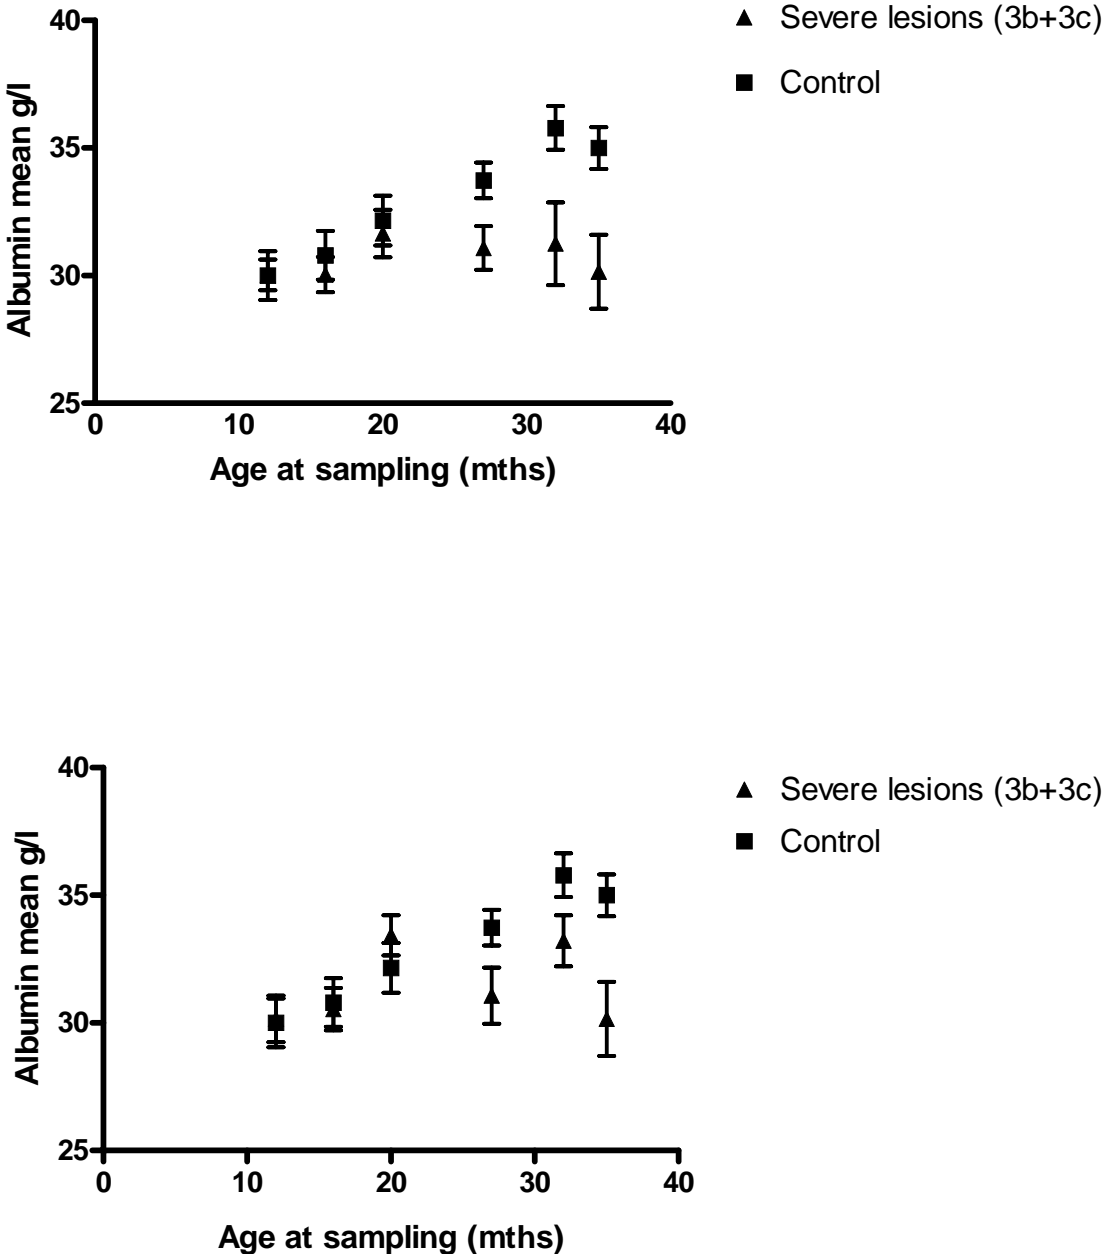 Severe lesions (3b+3c)
Control
Albumin mean g/l
40
35
30
25
0 10 20 30 40
Age at sampling (mths)
Severe lesions (3b+3c)
Control
Albumin mean g/l
40
35
30
25
0 10 20 30 40
Age at sampling (mths)